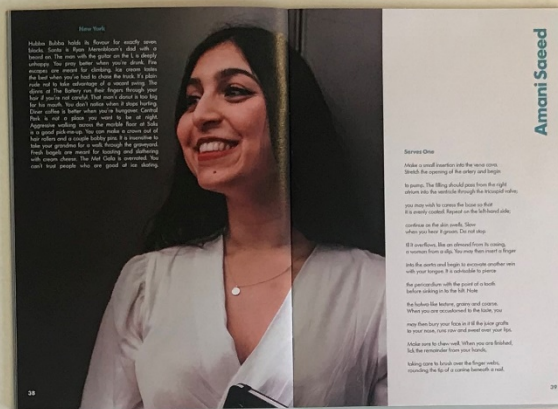 New York
Hubba Bubba holds its flavour for exactly seven
blocks. Santa is Ryan Merenbloom's dad with a
beard on. The man with the guitar on the L is deeply
unhappy. You pray better when you're drunk. Fire
escapes are meant for climbing. Ice cream tastes
the best when you've had to chase the truck. It's plain
rude not to take advantage of a vacant swing. The
dirt at The Battery run their fingers through your
hair if you're not careful. That man's donut is too big
for his mouth. You don't notice when it stops hurting.
Diner coffee is better when you're hungover. Central
Park is not a place you want to be at night.
Aggressive walking across the marble floor at Saks
is a good pick-me-up. You can make a crown out of
hair rollers and a couple bobby pins. It is insensitive to
take your grandma for a walk through the graveyard.
Fresh bagels are meant for toasting and slathering
with cream cheese. The Met Gala is overrated. You
can't trust people who are good at ice skating.
38
Amani Saeed
Serves One
Make a small insertion into the vena cava.
Stretch the opening of the artery and begin
to pump. The filling should pass from the right
atrium into the ventricle through the tricuspid valve;
you may wish to caress the base so that
it is evenly coated. Repeat on the left-hand side;
continue as the skin swells. Slow
when you hear it groan. Do not stop
till it overflows, like an almond from its casing,
a woman from a slip. You may then insert a finger
into the aorta and begin to excavate another vein
with your tongue. It is advisable to pierce
the pericardium with the point of a tooth
before sinking in to the hilt. Note
the halwa-like texture, grainy and coarse.
When you are accustomed to the taste, you
may then bury your face in it till the juice grafts
to your nose, runs raw and sweet over your lips.
Make sure to chew well. When you are finished,
lick the remainder from your hands,
taking care to brush over the finger webs,
rounding the tip of a canine beneath a nail,
39